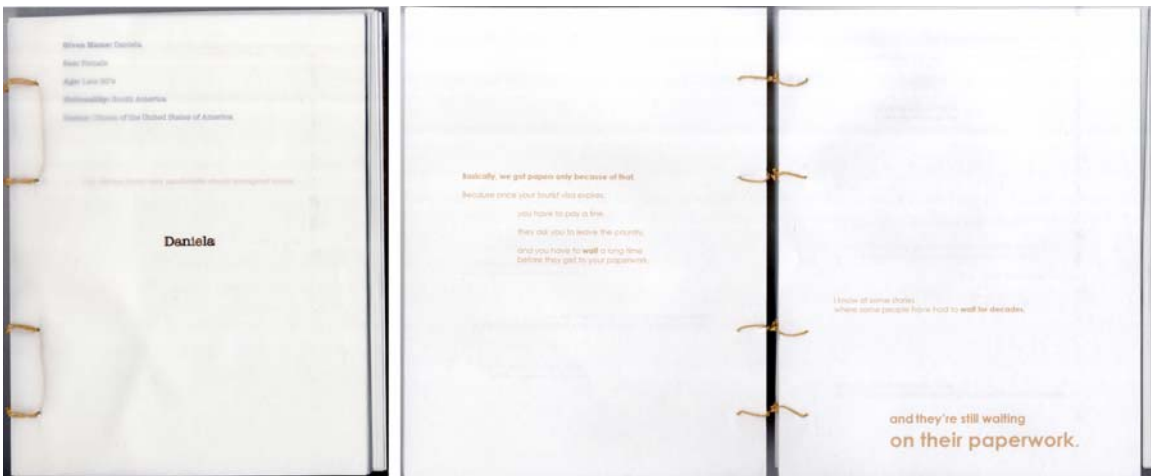 Given Name: Daniela
Sex: Female
Age: Late 20's
Nationality: South America
Status: Citizen of the United States of America
Daniela
Basically, we got papers only because of that.
Because once your tourist visa expires,
you have to pay a fine,
they ask you to leave the country,
and you have to wait a long time
before they get to your paperwork.
I know of some stories
where some people have had to wait for decades,
and they're still waiting
on their paperwork.